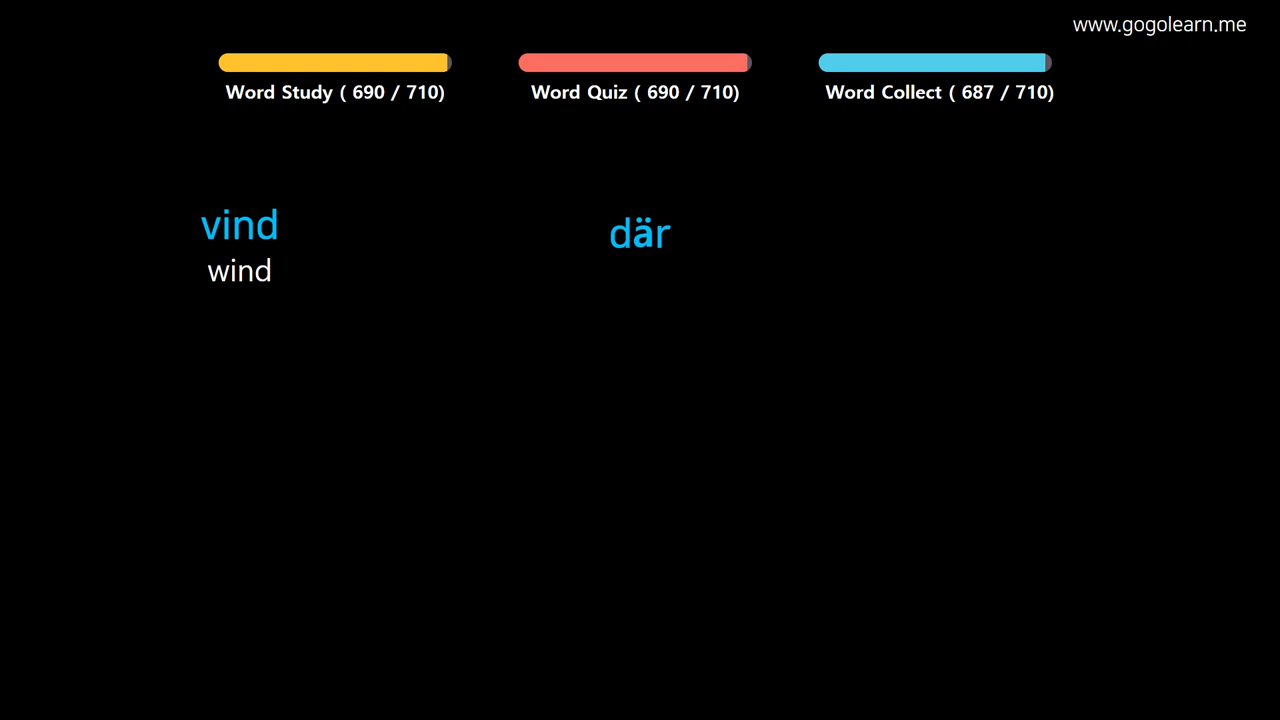 www.gogolearn.me
Word Study ( 690 / 710)
Word Quiz ( 690 / 710)
Word Collect ( 687 / 710)
vind
wind
där